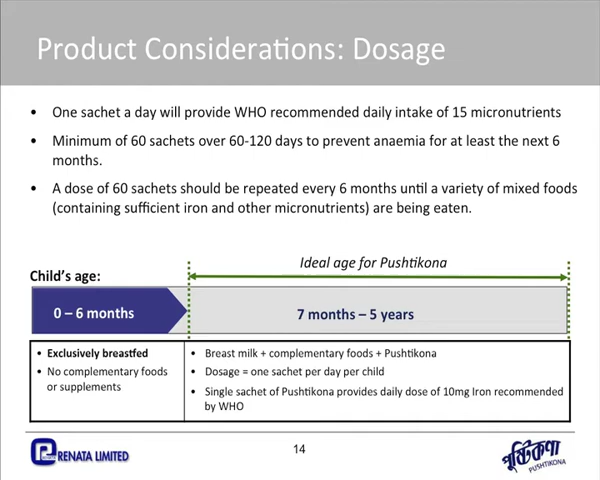 Product Considerations: Dosage
• One sachet a day will provide WHO recommended daily intake of 15 micronutrients
• Minimum of 60 sachets over 60-120 days to prevent anaemia for at least the next 6
months.
• A dose of 60 sachets should be repeated every 6 months until a variety of mixed foods
(containing sufficient iron and other micronutrients) are being eaten.
Ideal age for Pushtikona
Child's age:
0 – 6 months
7 months – 5 years
• Exclusively breastfed
• No complementary foods
or supplements
• Breast milk + complementary foods + Pushtikona
• Dosage = one sachet per day per child
• Single sachet of Pushtikona provides daily dose of 10mg Iron recommended
by WHO
RENATA LIMITED
14
পুষ্টিকণা
PUSHTIKONA